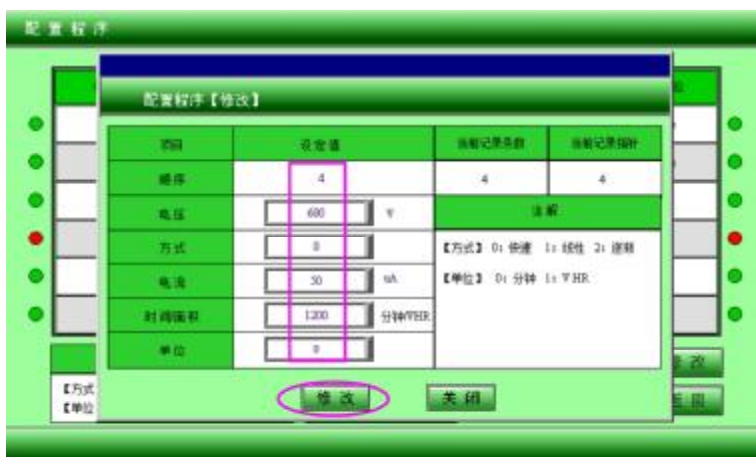 配置程序
配置程序【修改】
项目 设定值 当前记录条数 当前记录指针
顺序 4 4 4
电压 600 V 注解
方式 0 【方式】 0: 快速 1: 线性 2: 逆频
电流 50 mA 【单位】 0: 分钟 1: VHR
时间面积 1200 分钟/VHR
单位 0
修改 关闭
【方式
【单位
修改
返回